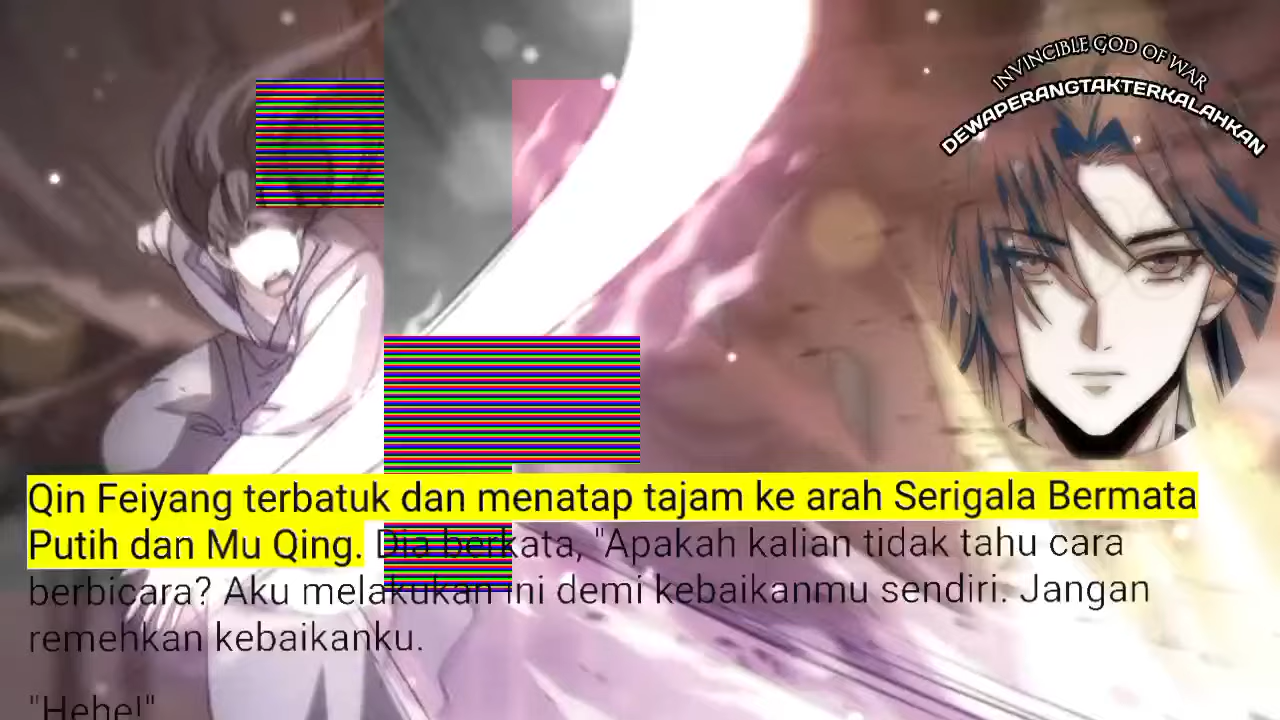 INVINCIBLE GOD OF WAR
DEWAPERANGTAKTERKALAHKAN
Qin Feiyang terbatuk dan menatap tajam ke arah Serigala Bermata
Putih dan Mu Qing. Dia berkata, "Apakah kalian tidak tahu cara
berbicara? Aku melakukan ini demi kebaikanmu sendiri. Jangan
remehkan kebaikanku.
"Hehe!"